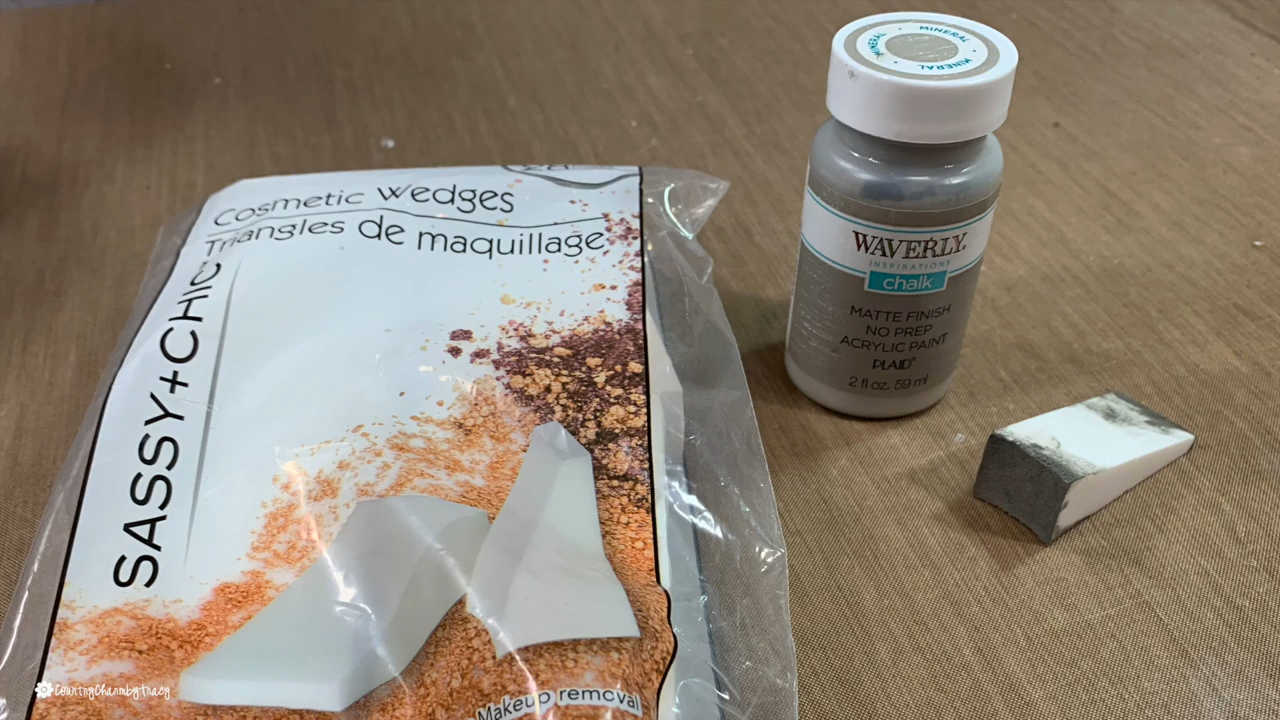 Cosmetic wedges
Triangles de maquillage
SASSY+CHIC
Makeup removal
MINERAL • MINERAL • MINERAL
WAVERLY
INSPIRATIONS
chalk
MATTE FINISH
NO PREP
ACRYLIC PAINT
PLAID®
2 fl oz. 59 ml
CountryCharmbyTracy